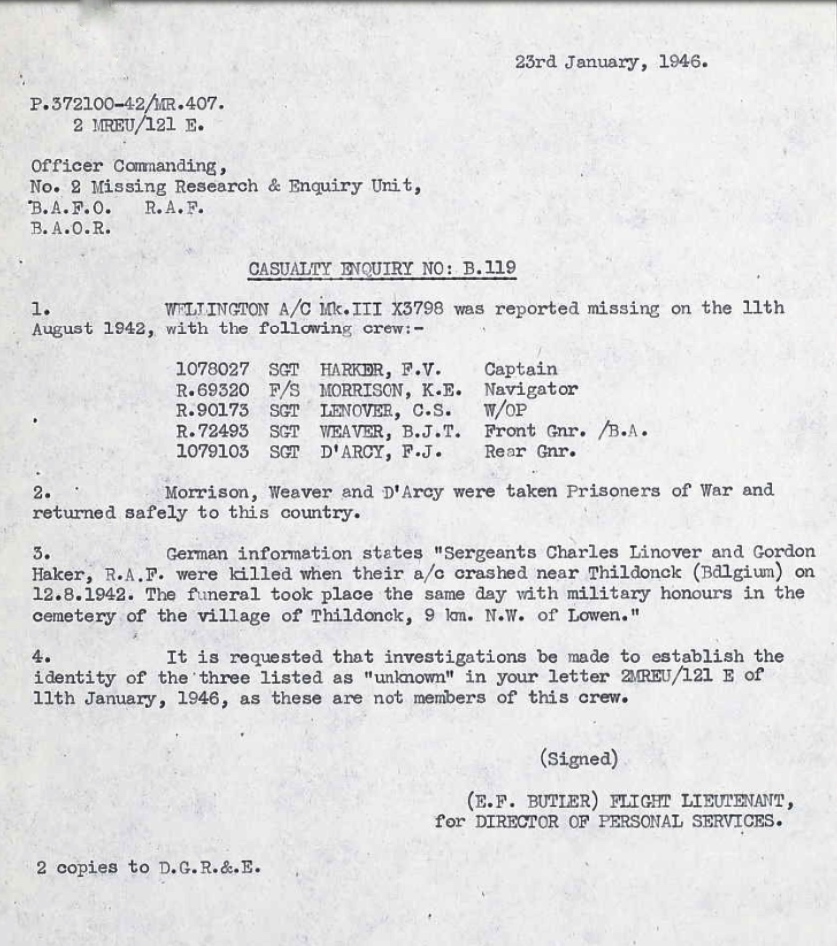 23rd January, 1946.
P.372100-42/MR.407.
2 MREU/121 E.
Officer Commanding,
No. 2 Missing Research & Enquiry Unit,
B.A.F.O. R.A.F.
B.A.O.R.
CASUALTY ENQUIRY NO: B.119
1. WELLINGTON A/C Mk.III X3798 was reported missing on the 11th
August 1942, with the following crew:-
1078027 SGT HARKER, F.V. Captain
R.69320 F/S MORRISON, K.E. Navigator
R.90173 SGT LENOVER, C.S. W/OP
R.72493 SGT WEAVER, B.J.T. Front Gnr. /B.A.
1079103 SGT D'ARCY, F.J. Rear Gnr.
2. Morrison, Weaver and D'Arcy were taken Prisoners of War and
returned safely to this country.
3. German information states "Sergeants Charles Linover and Gordon
Haker, R.A.F. were killed when their a/c crashed near Thildonck (Bdlgium) on
12.8.1942. The funeral took place the same day with military honours in the
cemetery of the village of Thildonck, 9 km. N.W. of Lowen."
4. It is requested that investigations be made to establish the
identity of the three listed as "unknown" in your letter 2MREU/121 E of
11th January, 1946, as these are not members of this crew.
(Signed)
(E.F. BUTLER) FLIGHT LIEUTENANT,
for DIRECTOR OF PERSONAL SERVICES.
2 copies to D.G.R.&.E.